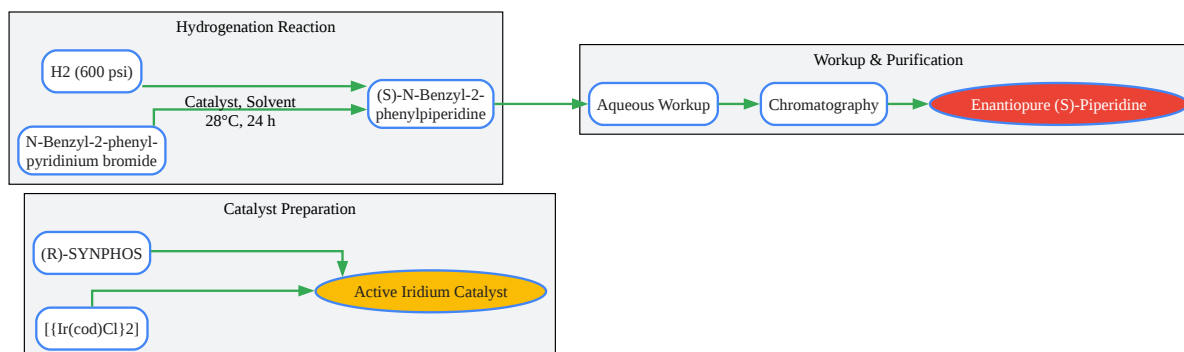 Hydrogenation Reaction
H2 (600 psi)
Catalyst, Solvent
28°C, 24 h
(S)-N-Benzyl-2-
phenylpiperidine
N-Benzyl-2-phenyl-
pyridinium bromide
Workup & Purification
Aqueous Workup
Chromatography
Enantiopure (S)-Piperidine
Catalyst Preparation
(R)-SYNPHOS
Active Iridium Catalyst
[{Ir(cod)Cl}2]